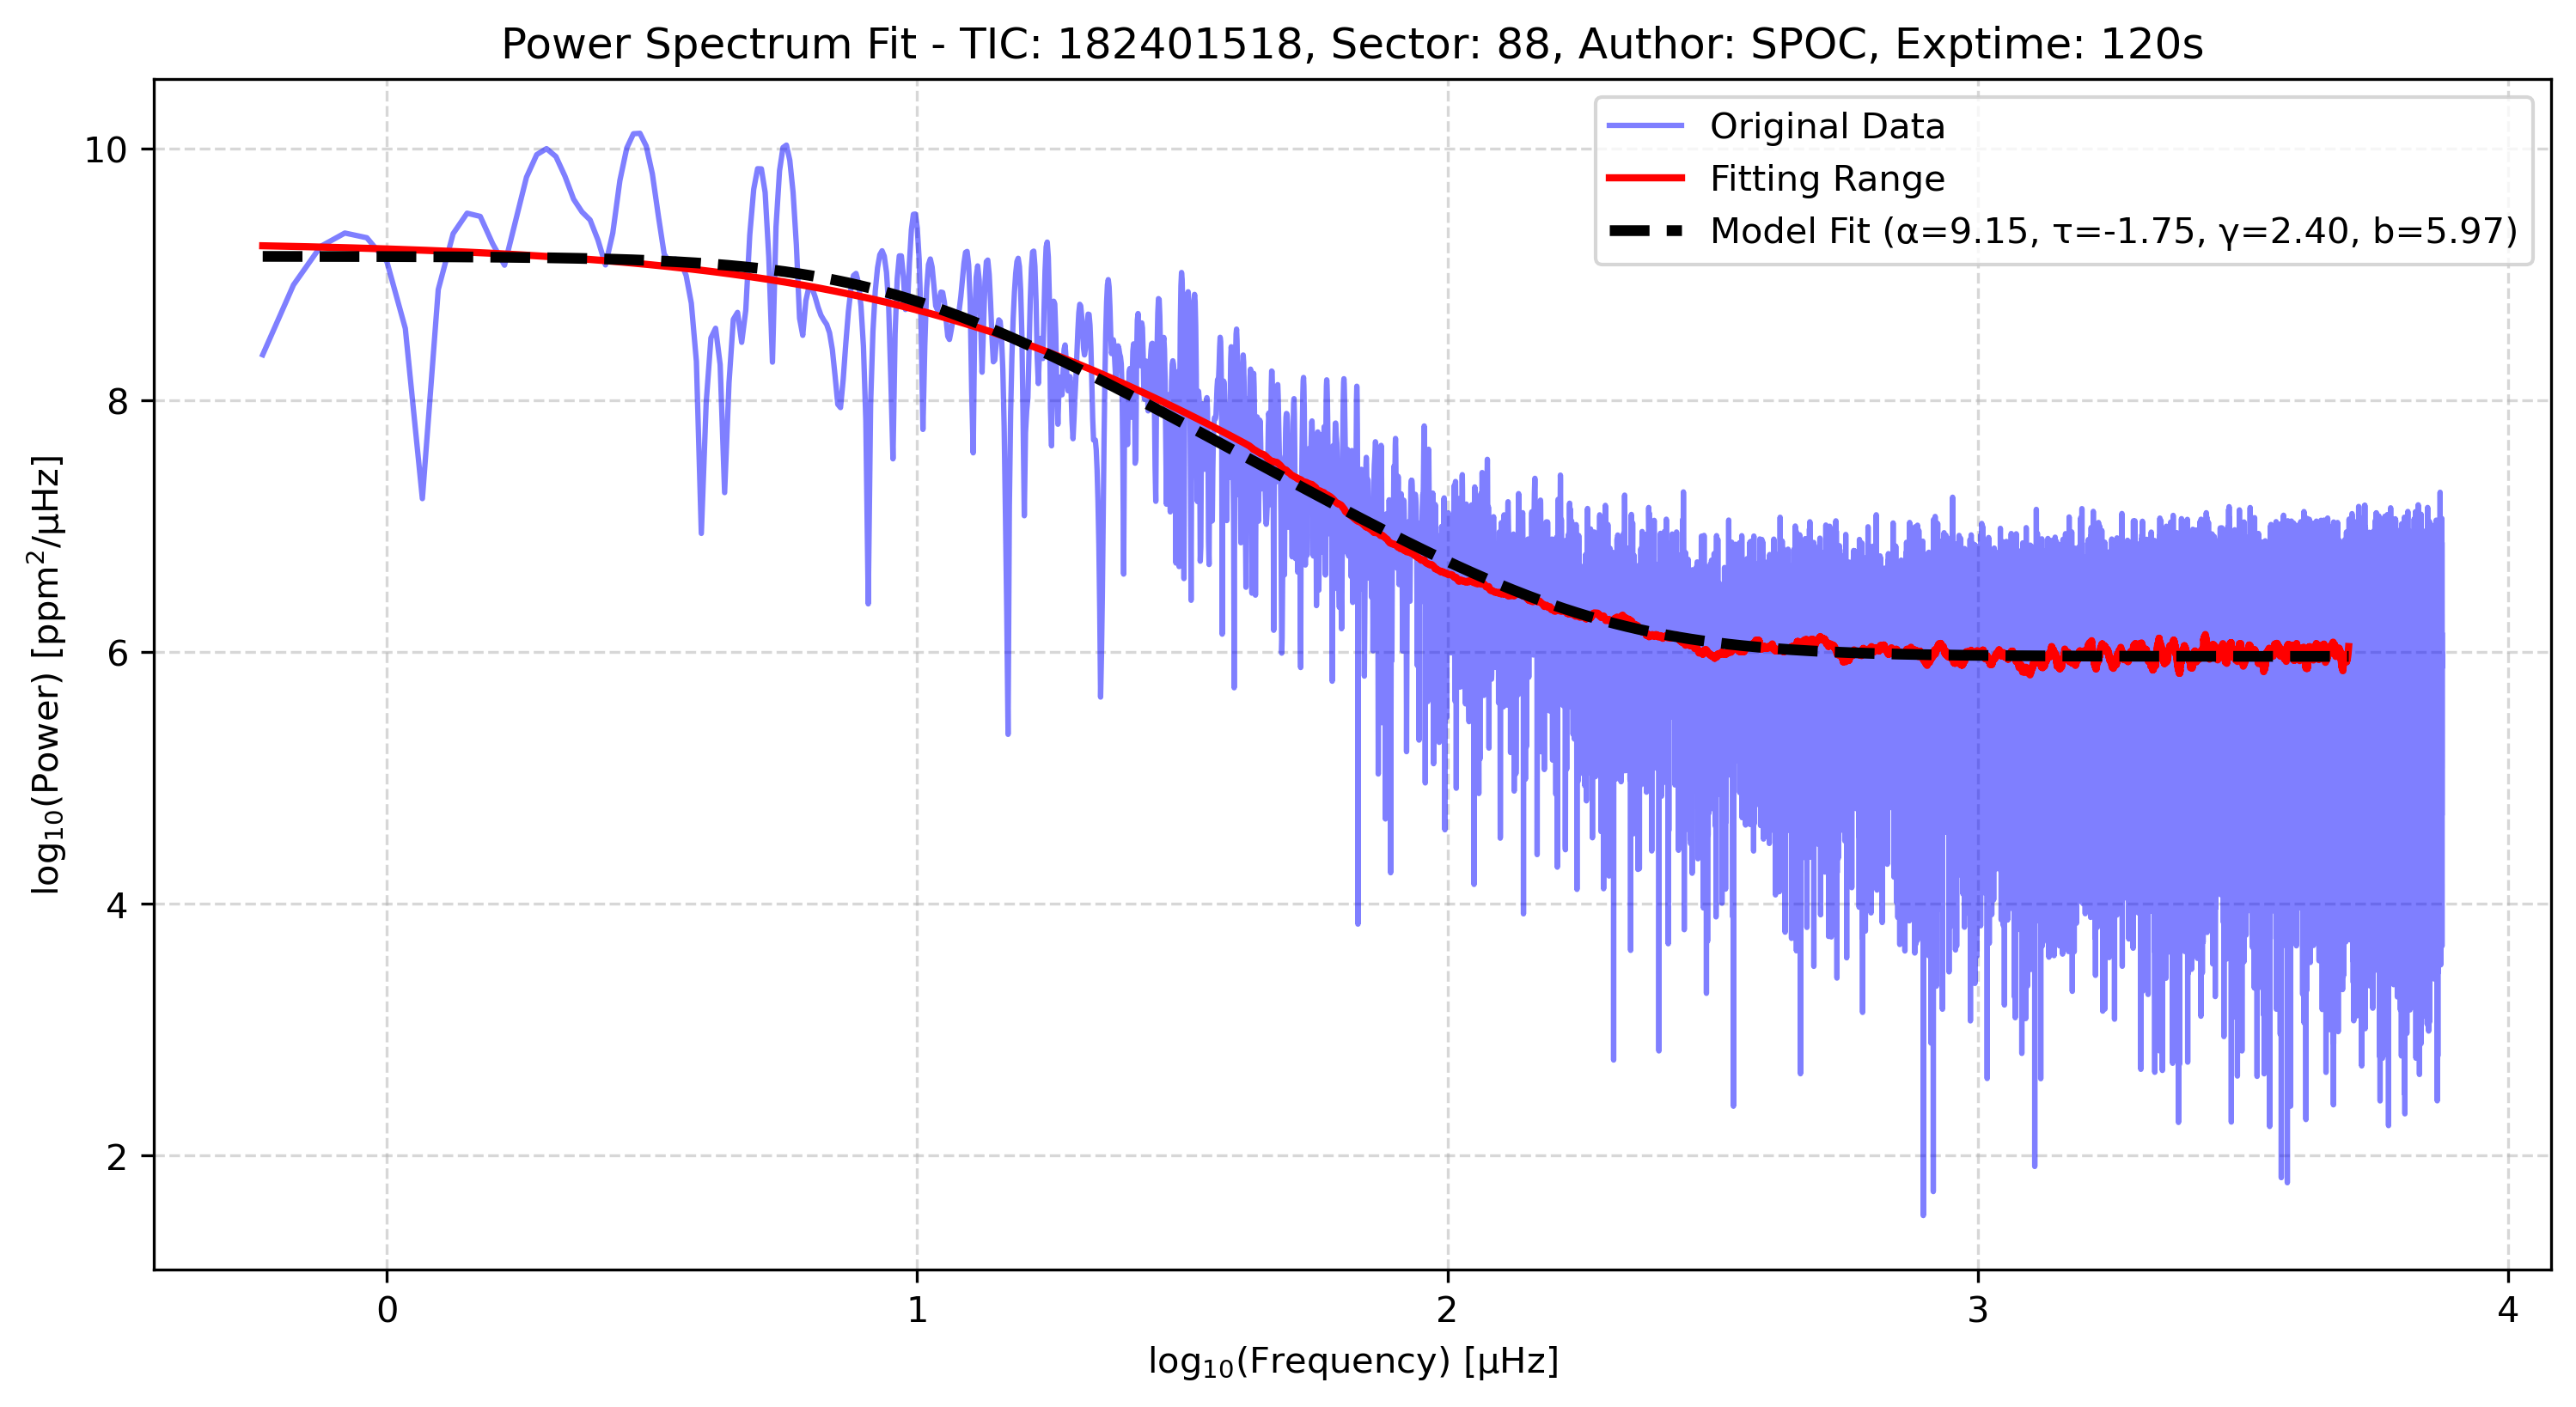 Power Spectrum Fit - TIC: 182401518, Sector: 88, Author: SPOC, Exptime: 120s
Original Data
Fitting Range
Model Fit (α=9.15, τ=-1.75, γ=2.40, b=5.97)
log₁₀(Power) [ppm²/μHz]
10
8
6
4
2
0 1 2 3 4
log₁₀(Frequency) [μHz]